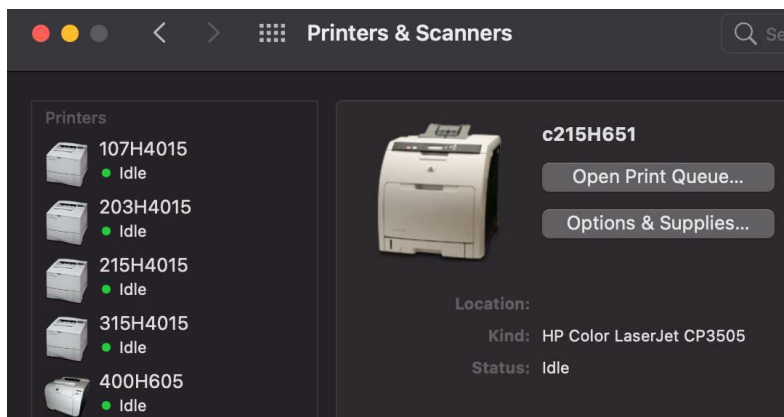 Printers & Scanners
Se
Printers
107H4015
Idle
203H4015
Idle
215H4015
Idle
315H4015
Idle
400H605
Idle
c215H651
Open Print Queue...
Options & Supplies...
Location:
Kind: HP Color LaserJet CP3505
Status: Idle